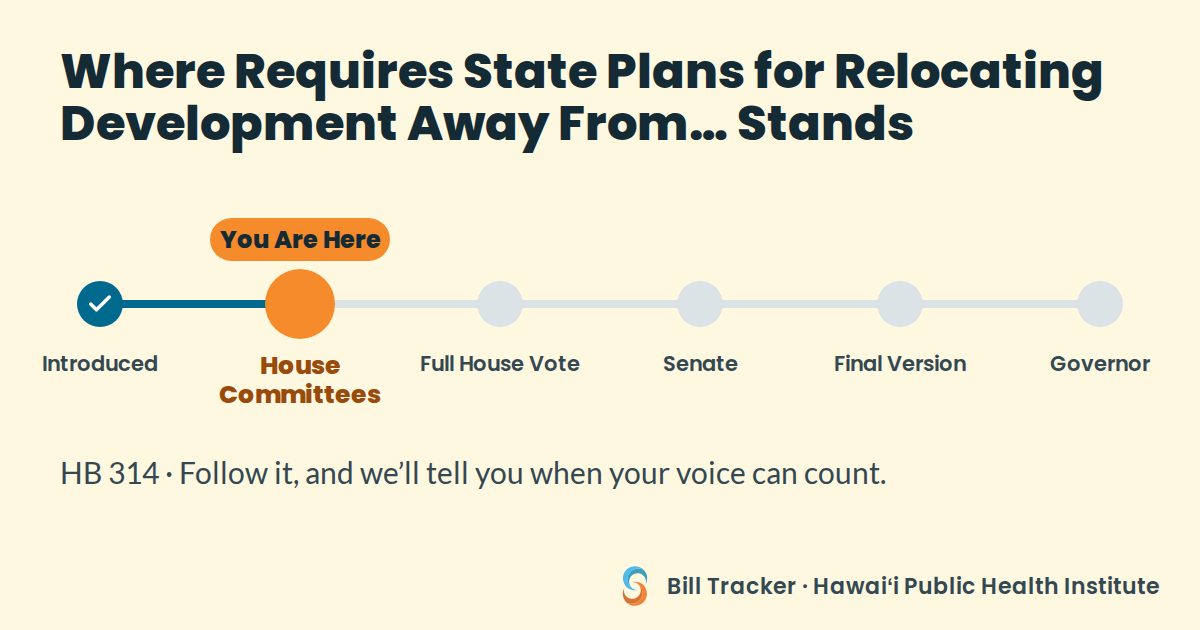 Where Requires State Plans for Relocating
Development Away From... Stands
You Are Here
Introduced
House
Committees
Full House Vote
Senate
Final Version
Governor
HB 314 · Follow it, and we’ll tell you when your voice can count.
Bill Tracker · Hawaiʻi Public Health Institute